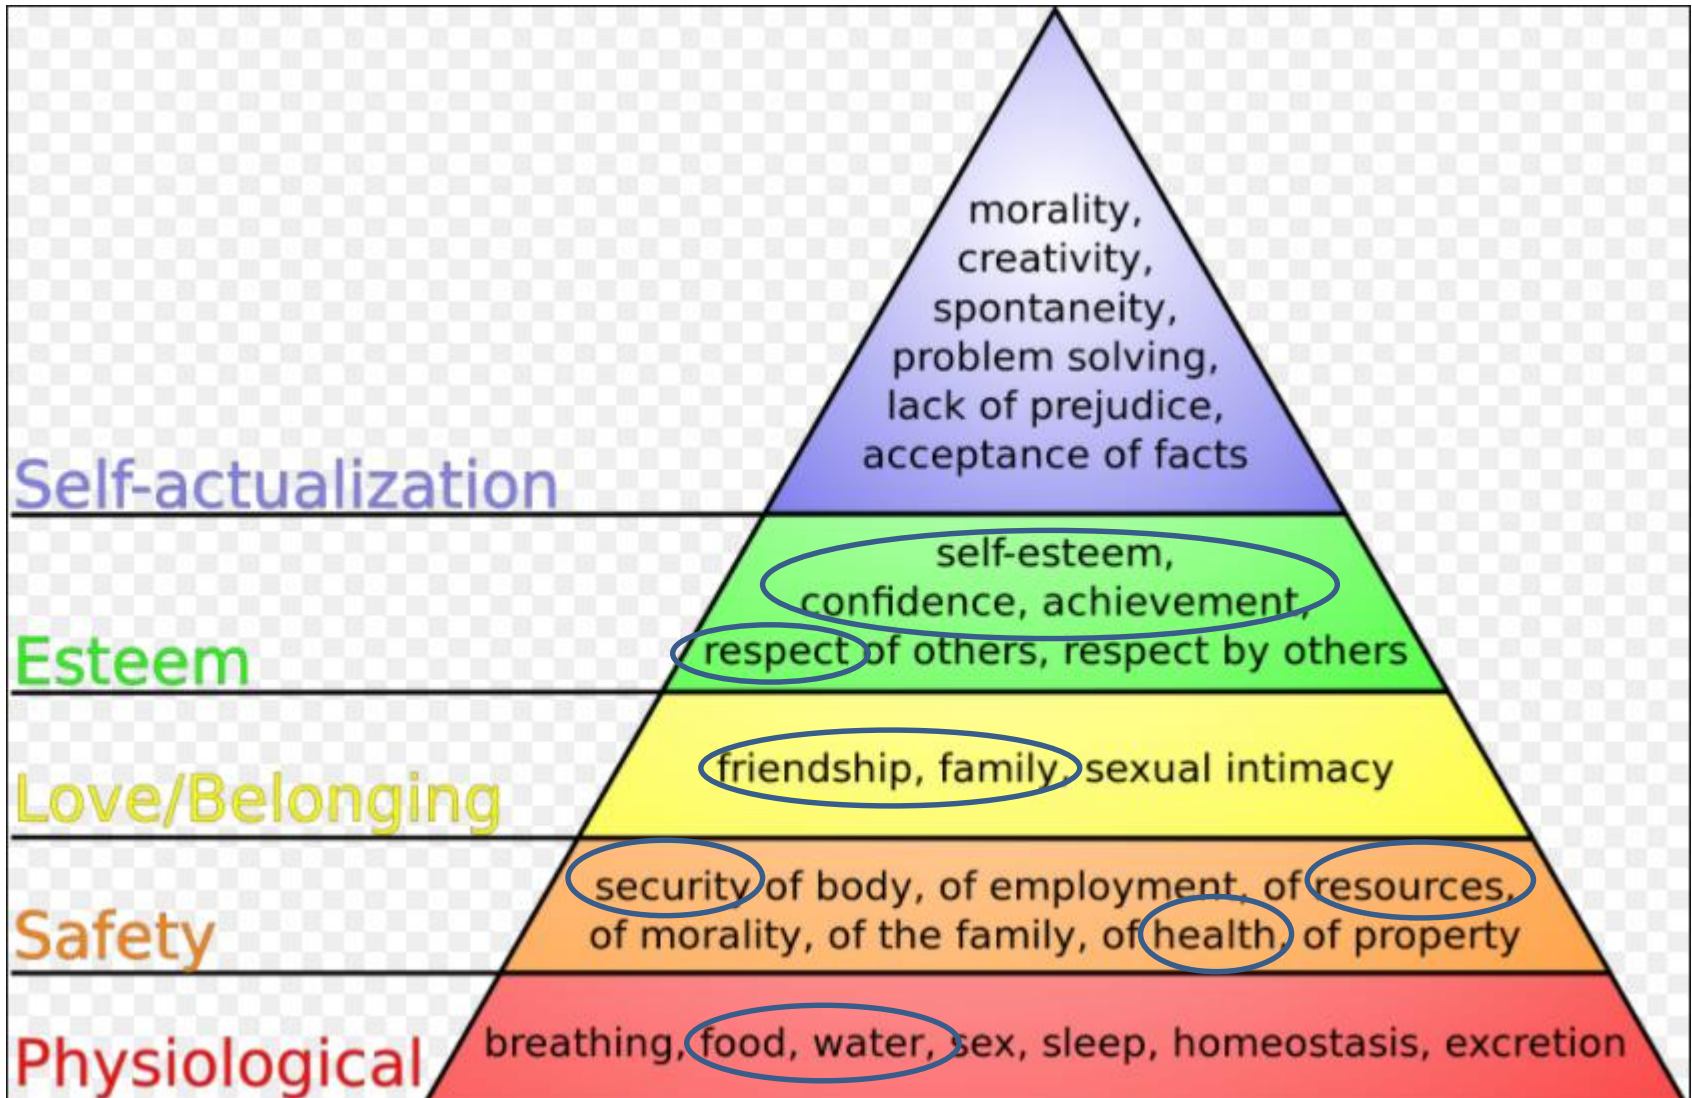 morality,
creativity,
spontaneity,
problem solving,
lack of prejudice,
acceptance of facts
Self-actualization
self-esteem,
confidence, achievement,
respect of others, respect by others
Esteem
friendship, family, sexual intimacy
Love/Belonging
security of body, of employment, of resources,
of morality, of the family, of health, of property
Safety
breathing, food, water, sex, sleep, homeostasis, excretion
Physiological